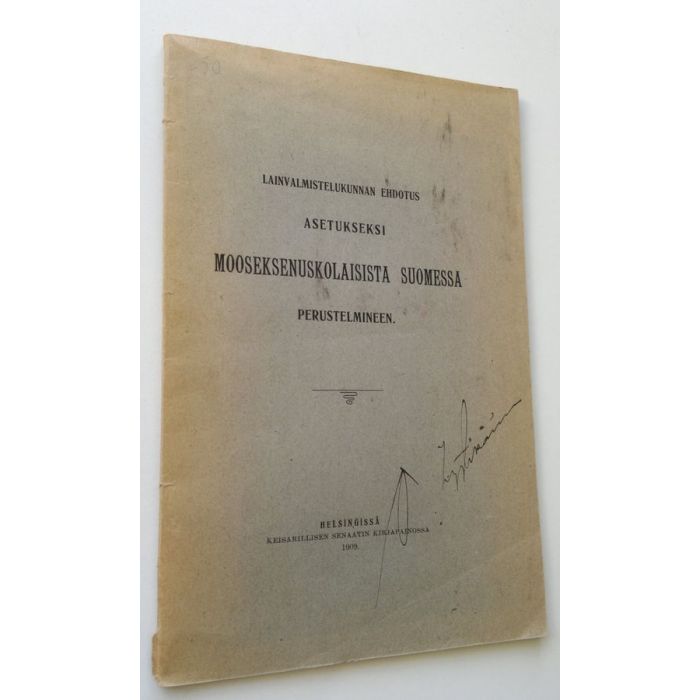 LAINVALMISTELUKUNNAN EHDOTUS
ASETUKSEKSI
MOOSEKSENUSKOLAISISTA SUOMESSA
PERUSTELMINEEN.
HELSINGISSÄ
KEISARILLISEN SENAATIN KIRJAPAINOSSA
1909.